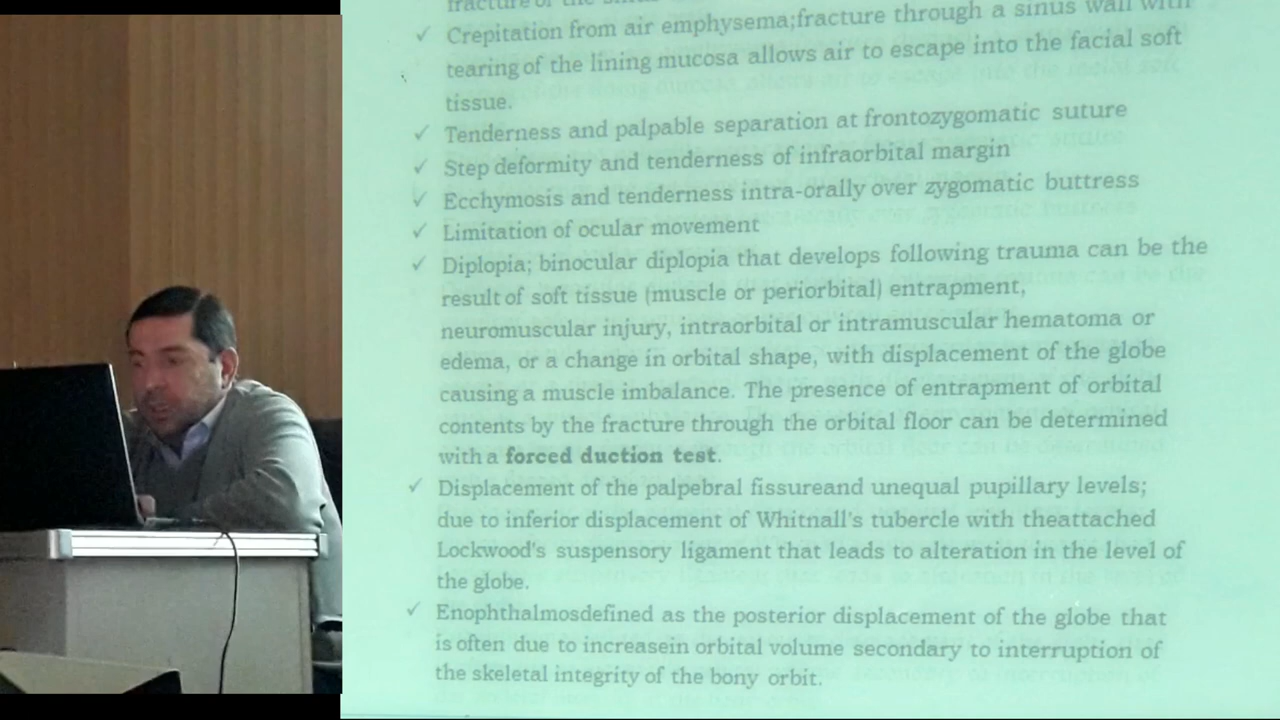 fracture of the sinus
✓ Crepitation from air emphysema;fracture through a sinus wall with
tearing of the lining mucosa allows air to escape into the facial soft
tissue.
✓ Tenderness and palpable separation at frontozygomatic suture
✓ Step deformity and tenderness of infraorbital margin
✓ Ecchymosis and tenderness intra-orally over zygomatic buttress
✓ Limitation of ocular movement
✓ Diplopia; binocular diplopia that develops following trauma can be the
result of soft tissue (muscle or periorbital) entrapment,
neuromuscular injury, intraorbital or intramuscular hematoma or
edema, or a change in orbital shape, with displacement of the globe
causing a muscle imbalance. The presence of entrapment of orbital
contents by the fracture through the orbital floor can be determined
with a forced duction test.
✓ Displacement of the palpebral fissureand unequal pupillary levels;
due to inferior displacement of Whitnall's tubercle with theattached
Lockwood's suspensory ligament that leads to alteration in the level of
the globe.
✓ Enophthalmosdefined as the posterior displacement of the globe that
is often due to increasein orbital volume secondary to interruption of
the skeletal integrity of the bony orbit.